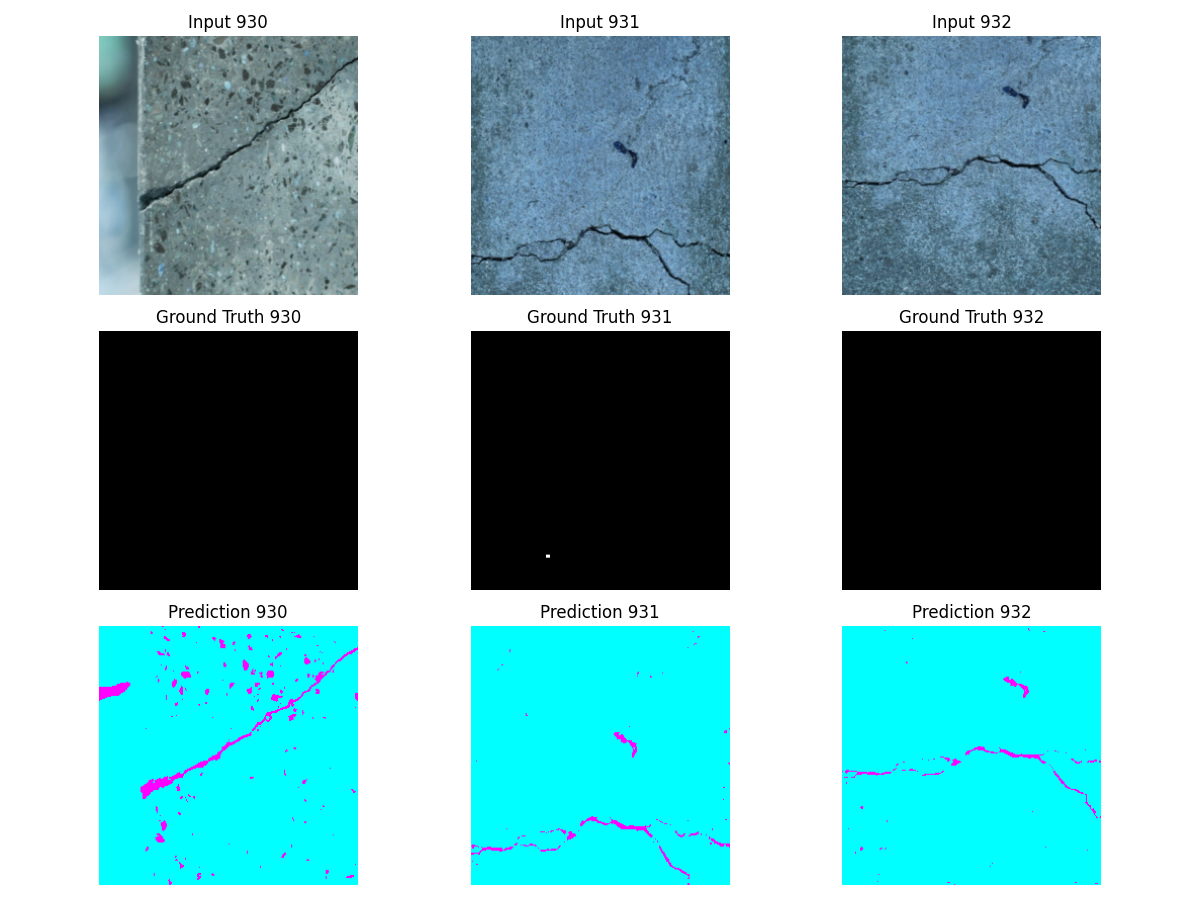 Input 930
Input 931
Input 932
Ground Truth 930
Ground Truth 931
Ground Truth 932
Prediction 930
Prediction 931
Prediction 932